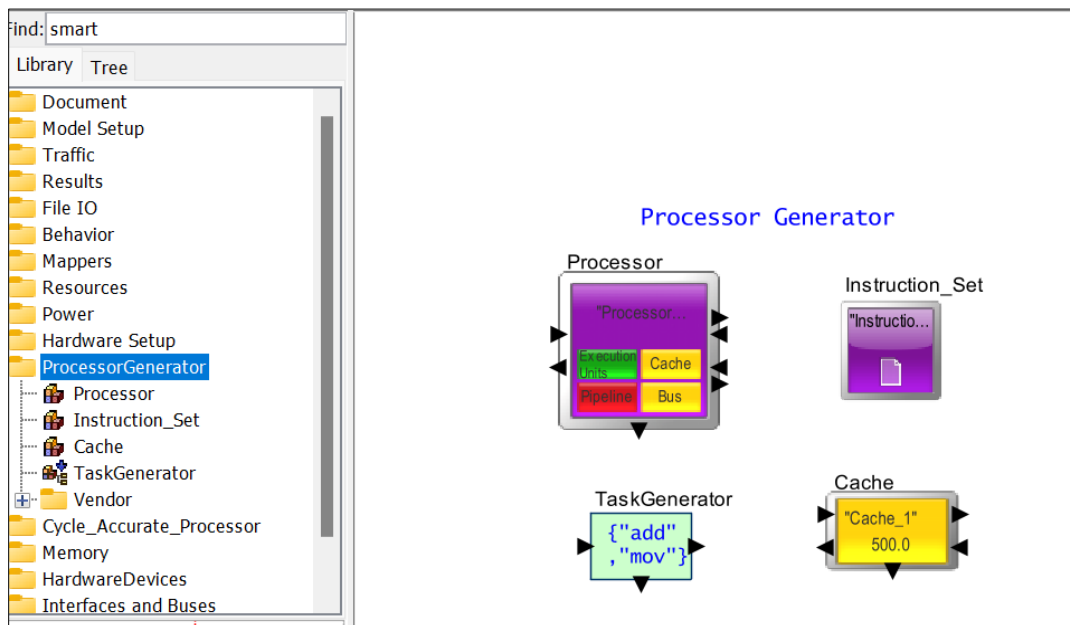 Find: smart
Library Tree
Document
Model Setup
Traffic
Results
File IO
Behavior
Mappers
Resources
Power
Hardware Setup
ProcessorGenerator
Processor
Instruction_Set
Cache
TaskGenerator
Vendor
Cycle_Accurate_Processor
Memory
HardwareDevices
Interfaces and Buses
Processor Generator
Processor
"Processor...
Execution
Units
Cache
Pipeline
Bus
Instruction_Set
"Instructio...
TaskGenerator
{"add"
,"mov"}
Cache
"Cache_1"
500.0